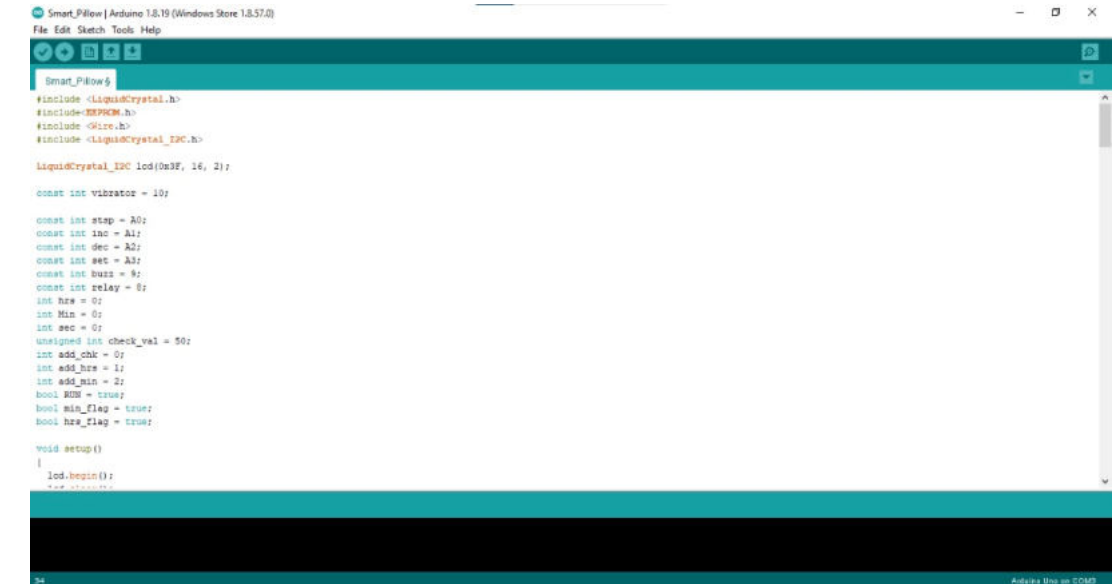 Smart_Pillow | Arduino 1.8.19 (Windows Store 1.8.57.0)
File Edit Sketch Tools Help
Smart_Pillow §
#include <LiquidCrystal.h>
#include<EEPROM.h>
#include <Wire.h>
#include <LiquidCrystal_I2C.h>
LiquidCrystal_I2C lcd(0x3F, 16, 2);
const int vibrator = 10;
const int stap = A0;
const int inc = A1;
const int dec = A2;
const int set = A3;
const int buzz = 9;
const int relay = 8;
int hrs = 0;
int Min = 0;
int sec = 0;
unsigned int check_val = 50;
int add_chk = 0;
int add_hrs = 1;
int add_min = 2;
bool RUN = true;
bool min_flag = true;
bool hrs_flag = true;
void setup()
{
lcd.begin();
34
Arduino Uno on COM3